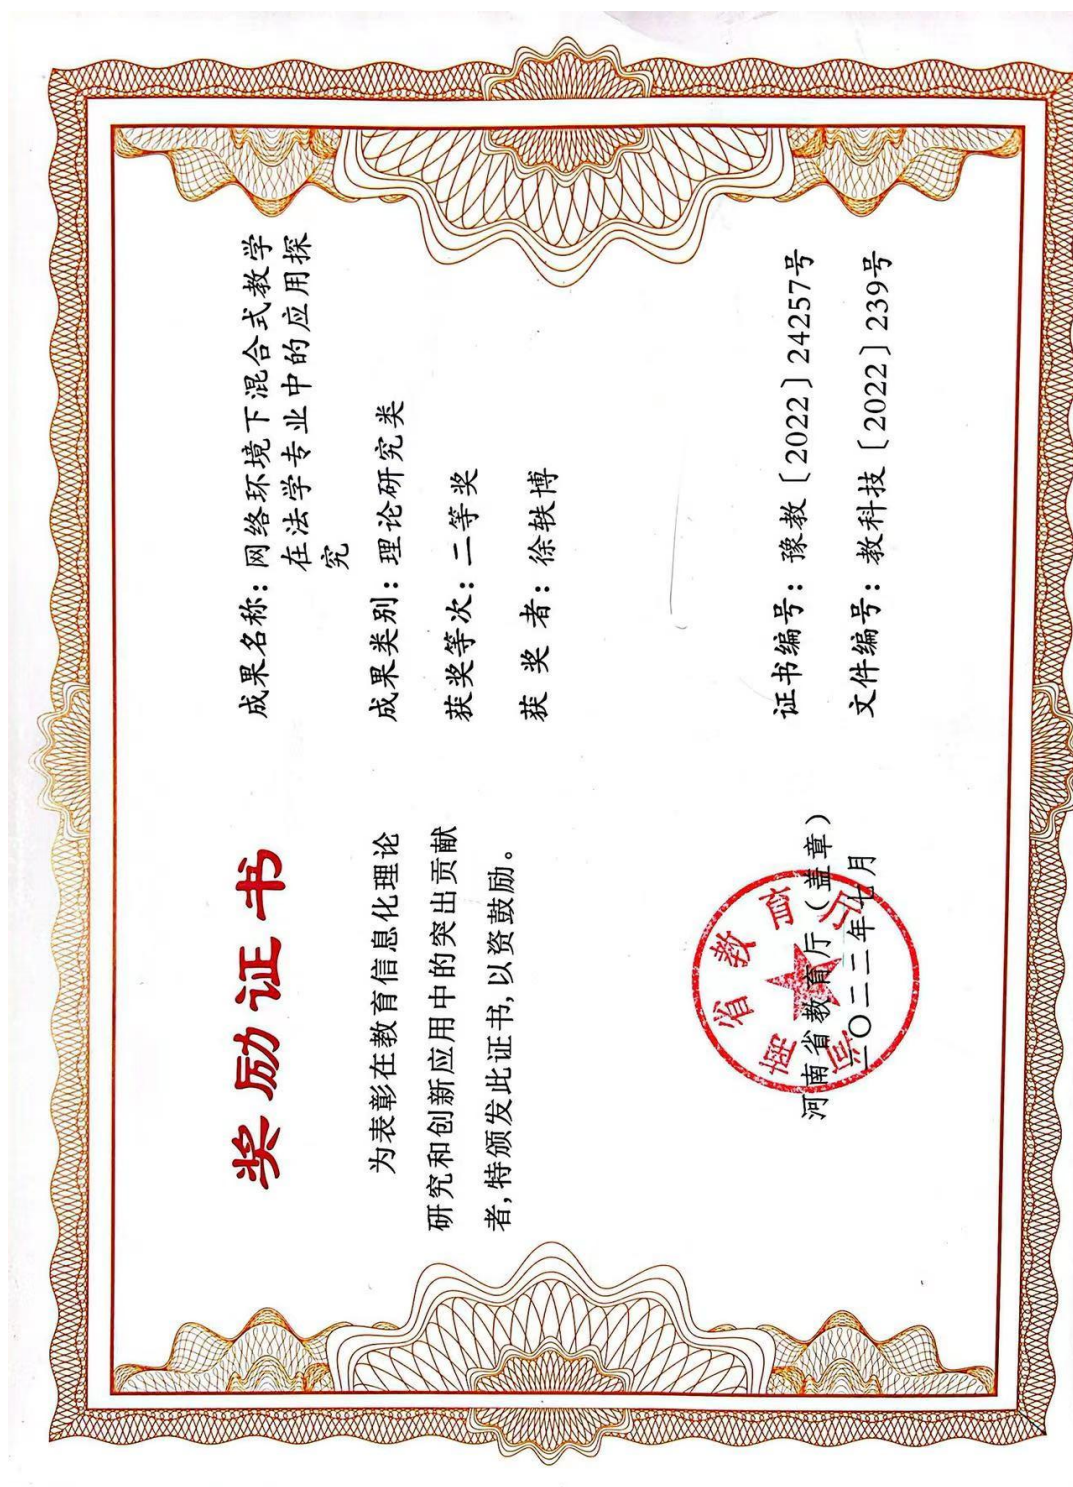 奖励证书
为表彰在教育信息化理论
研究和创新应用中的突出贡献
者,特颁发此证书,以资鼓励。
河南省教育厅(盖章)
二〇二二年七月
河南省教育厅
成果名称:网络环境下混合式教学
在法学专业中的应用探
究
成果类别:理论研究类
获奖等次:二等奖
获奖者:徐轶博
证书编号:豫教〔2022〕24257号
文件编号:教科技〔2022〕239号